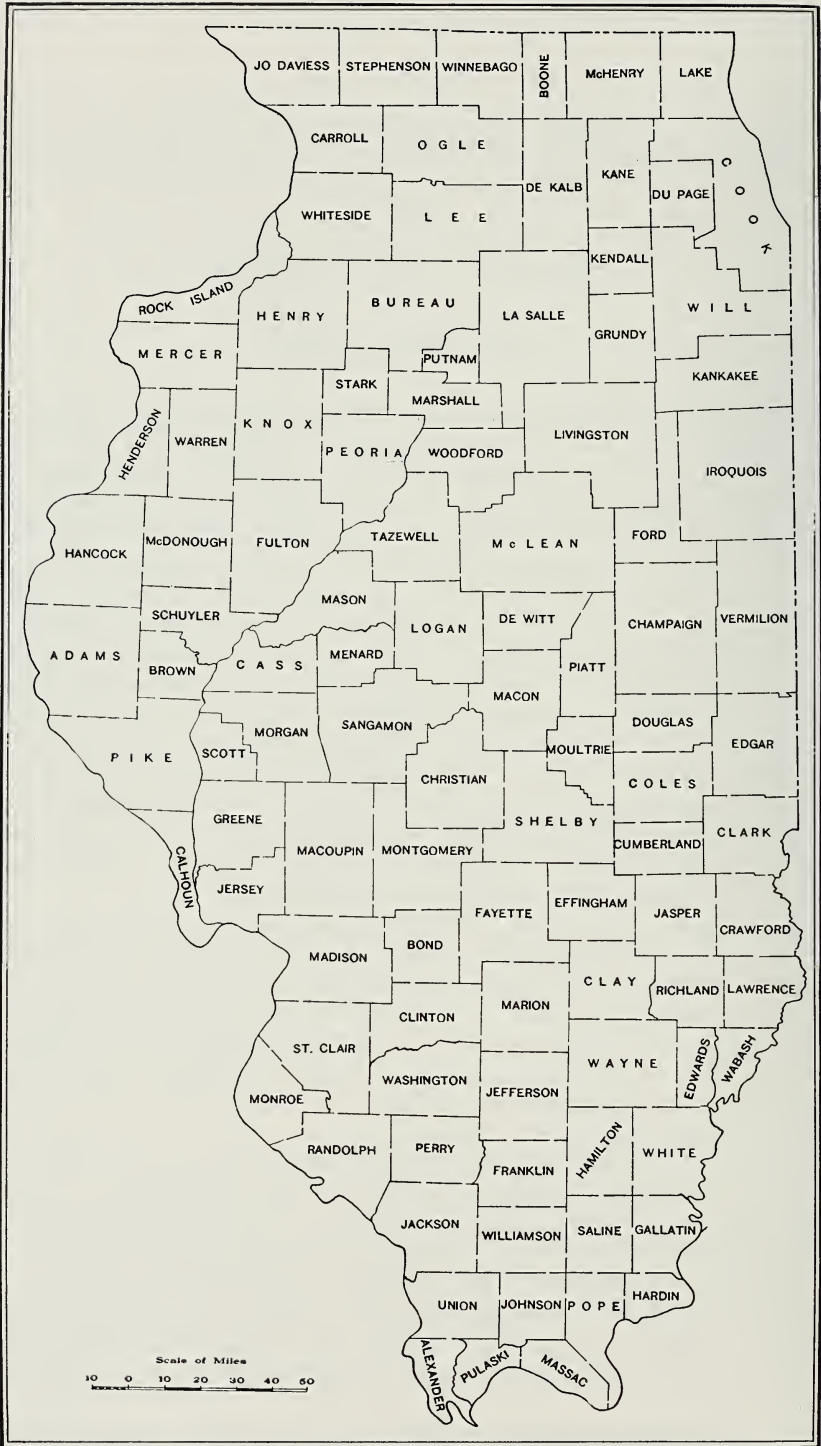 JO DAVIESS STEPHENSON WINNEBAGO BOONE McHENRY LAKE
CARROLL OGLE DE KALB KANE COOK
DU PAGE
WHITESIDE LEE
KENDALL
ROCK ISLAND HENRY BUREAU LA SALLE WILL
GRUNDY
MERCER PUTNAM
STARK KANKAKEE
MARSHALL
HENDERSON WARREN KNOX PEORIA WOODFORD LIVINGSTON
IROQUOIS
HANCOCK McDONOUGH FULTON TAZEWELL McLEAN FORD
MASON
SCHUYLER LOGAN DE WITT CHAMPAIGN VERMILION
ADAMS BROWN CASS MENARD PIATT
MACON
PIKE SCOTT MORGAN SANGAMON DOUGLAS
MOULTRIE EDGAR
CHRISTIAN COLES
GREENE SHELBY
MACOUPIN MONTGOMERY CUMBERLAND CLARK
CALHOUN JERSEY
FAYETTE EFFINGHAM JASPER CRAWFORD
MADISON BOND
CLAY RICHLAND LAWRENCE
CLINTON MARION
ST. CLAIR
WASHINGTON JEFFERSON WAYNE EDWARDS WABASH
MONROE
RANDOLPH PERRY FRANKLIN HAMILTON WHITE
JACKSON WILLIAMSON SALINE GALLATIN
UNION JOHNSON POPE HARDIN
ALEXANDER PULASKI MASSAC
Scale of Miles
10 0 10 20 30 40 50